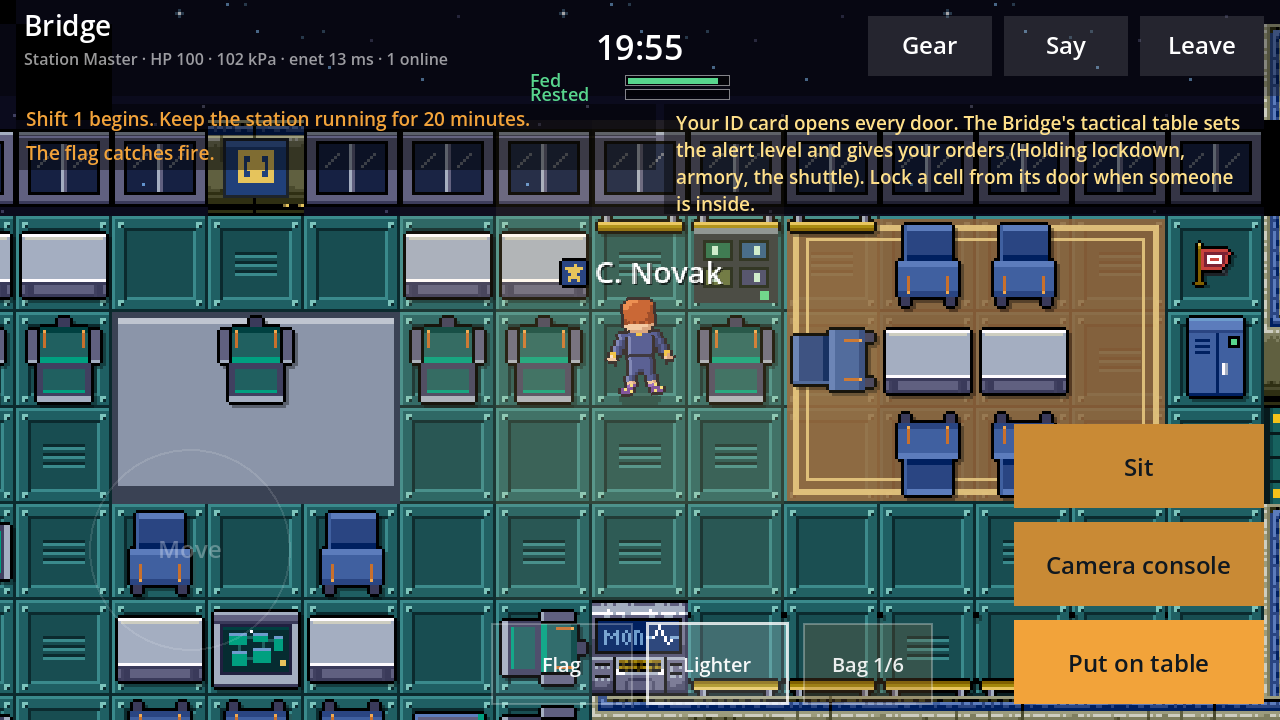 Bridge
Station Master · HP 100 · 102 kPa · enet 13 ms · 1 online
19:55
Fed
Rested
Gear
Say
Leave
Shift 1 begins. Keep the station running for 20 minutes.
The flag catches fire.
Your ID card opens every door. The Bridge's tactical table sets
the alert level and gives your orders (Holding lockdown,
armory, the shuttle). Lock a cell from its door when someone
is inside.
C. Novak
Move
Sit
Camera console
Put on table
Flag
Lighter
Bag 1/6